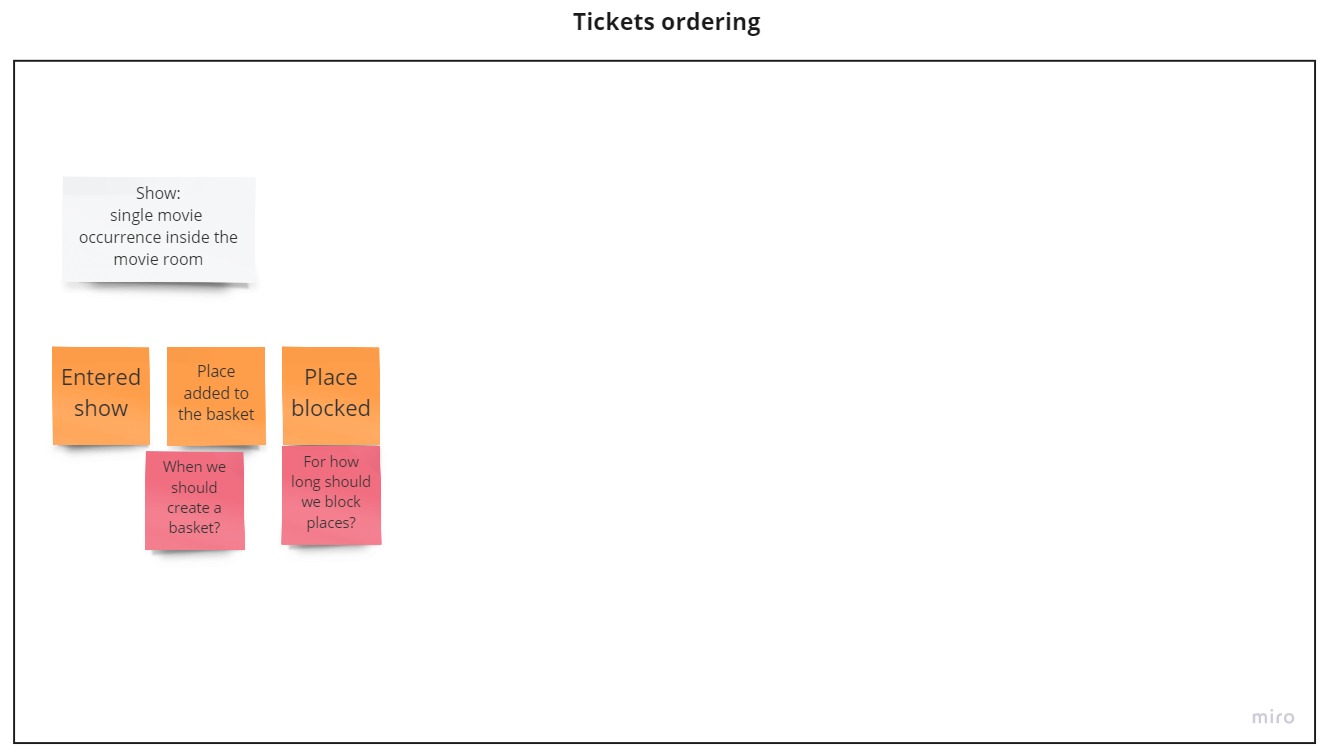 Tickets ordering
Show:
single movie
occurrence inside the
movie room
Entered
show
Place
added to
the basket
Place
blocked
When we
should
create a
basket?
For how
long should
we block
places?
miro